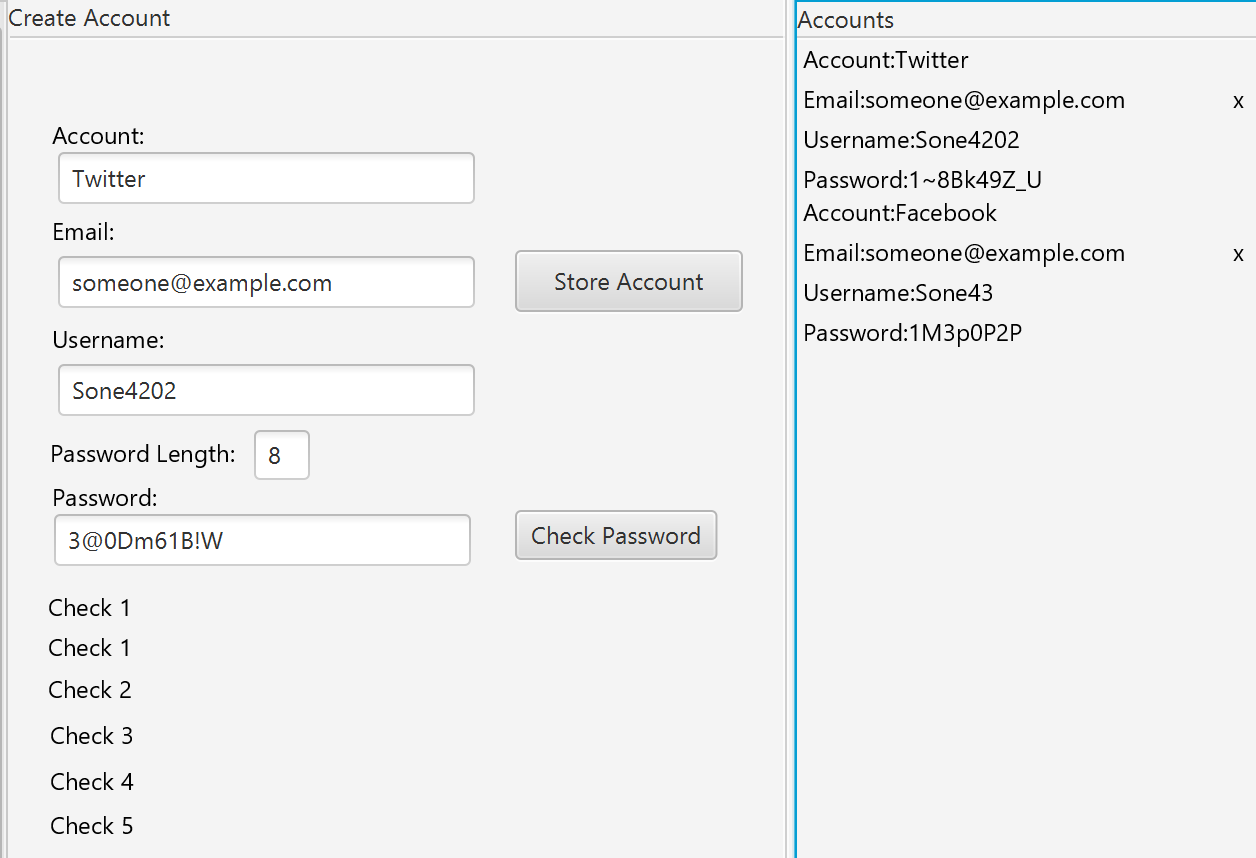 Create Account
Account:
Twitter
Email:
someone@example.com
Store Account
Username:
Sone4202
Password Length:
8
Password:
3@0Dm61B!W
Check Password
Check 1
Check 1
Check 2
Check 3
Check 4
Check 5
Accounts
Account:Twitter
Email:someone@example.com x
Username:Sone4202
Password:1~8Bk49Z_U
Account:Facebook
Email:someone@example.com x
Username:Sone43
Password:1M3p0P2P